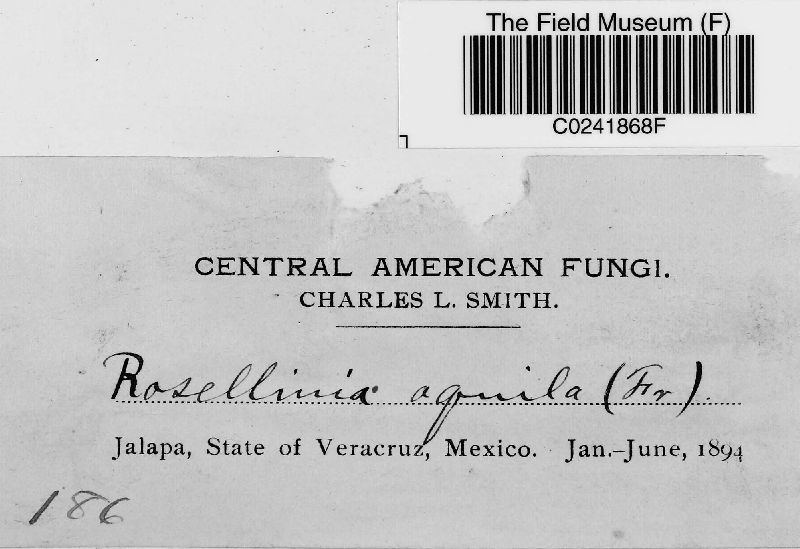 The Field Museum (F)
C0241868F
CENTRAL AMERICAN FUNGI.
CHARLES L. SMITH.
Rosellinia aquila (Fr).
Jalapa, State of Veracruz, Mexico. Jan.-June, 1894
186